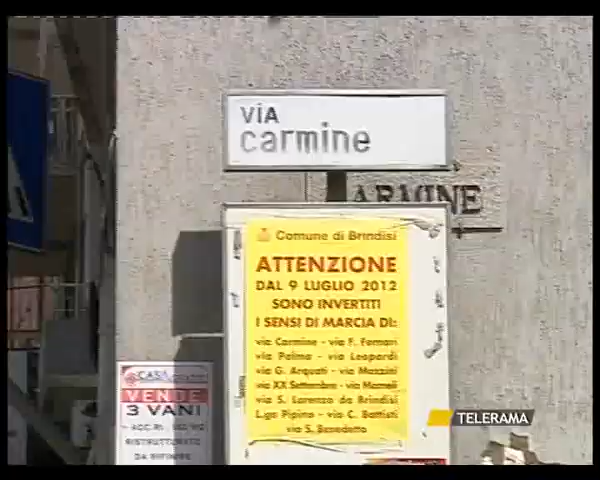 VIA
carmine
ARMINE
Comune di Brindisi
ATTENZIONE
DAL 9 LUGLIO 2012
SONO INVERTITI
I SENSI DI MARCIA DI:
via Carmine - via F. Fornari
via Palma - via Leopardi
via G. Arquati - via Mazzini
via XX Settembre - via Mameli
via S. Lorenzo da Brindisi
L.go Pipino - via C. Battisti
via S. Benedetto
CASA
VENDE
3 VANI
RISTRUTTURATO
DA RIFINIRE
TELERAMA